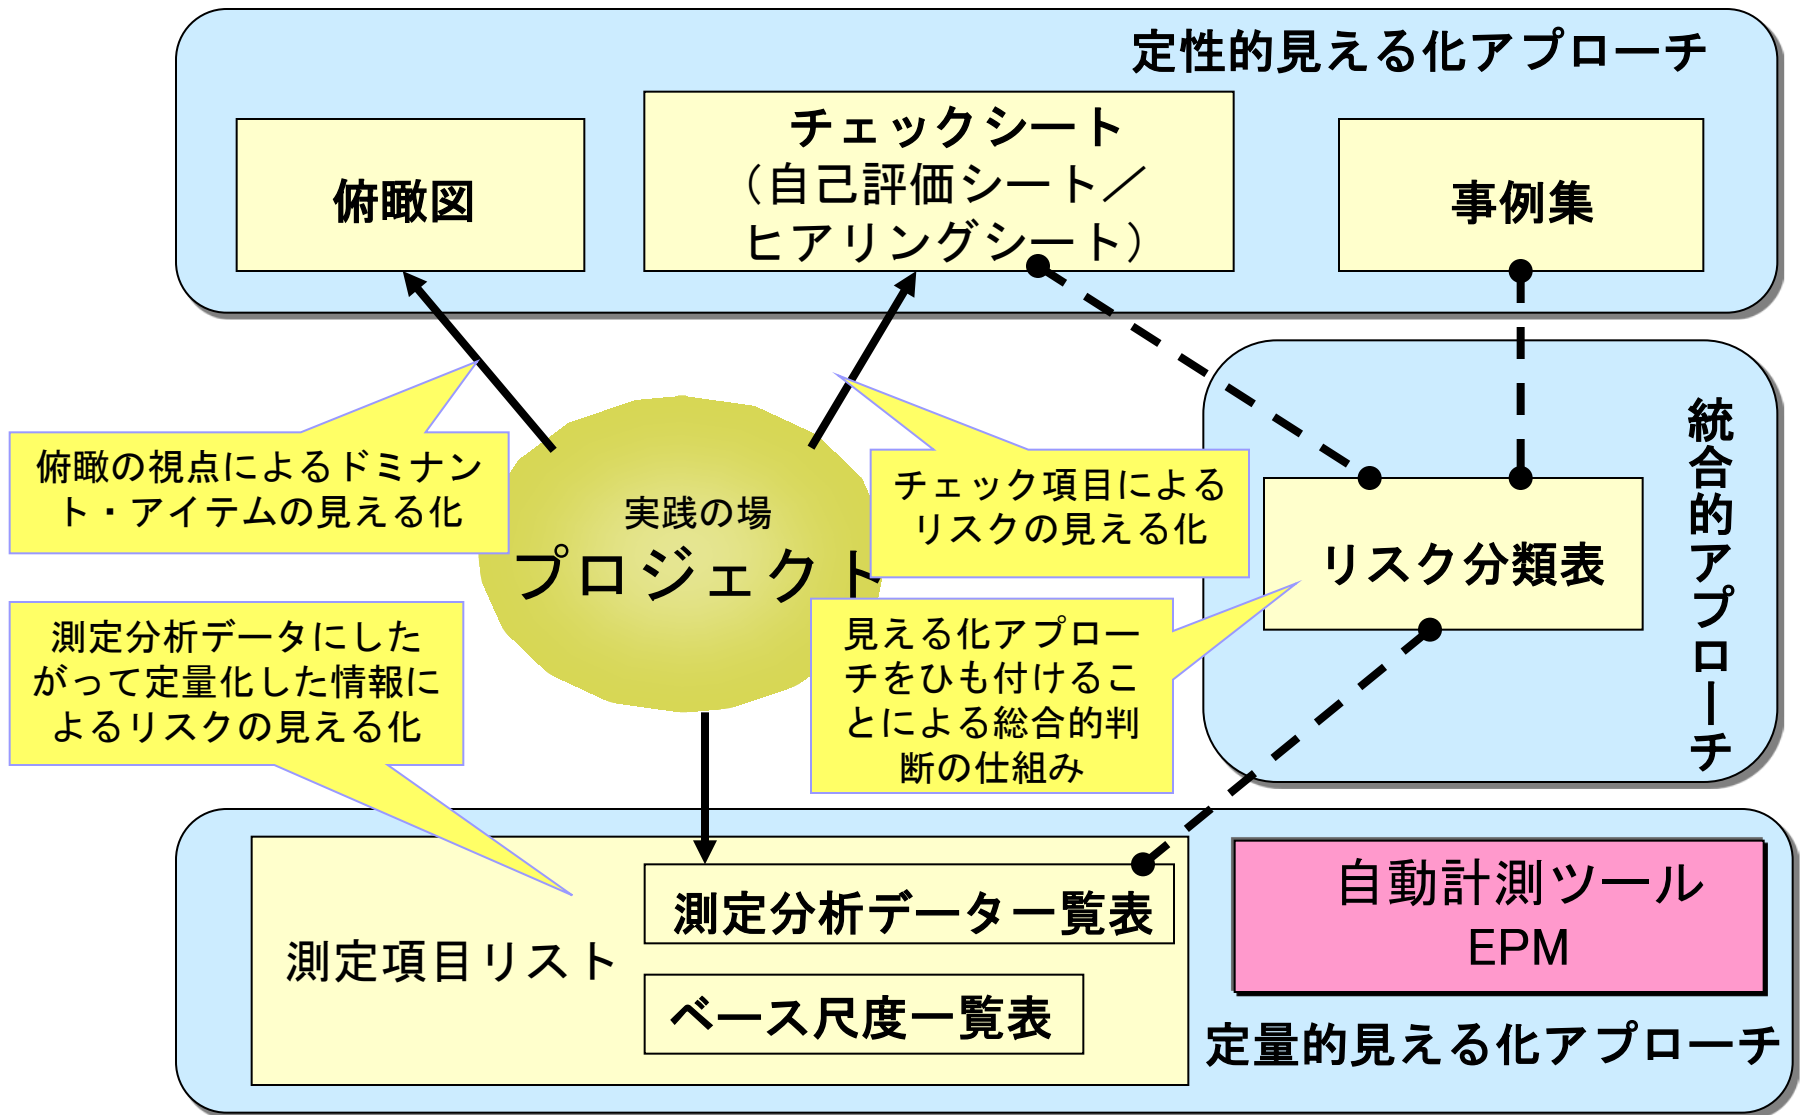 定性的見える化アプローチ
俯瞰図
チェックシート
（自己評価シート／
ヒアリングシート）
事例集
俯瞰の視点によるドミナン
ト・アイテムの見える化
実践の場
プロジェクト
チェック項目による
リスクの見える化
統合的アプローチ
リスク分類表
測定分析データにした
がって定量化した情報に
よるリスクの見える化
見える化アプロー
チをひも付けるこ
とによる総合的判
断の仕組み
測定項目リスト
測定分析データ一覧表
ベース尺度一覧表
自動計測ツール
EPM
定量的見える化アプローチ